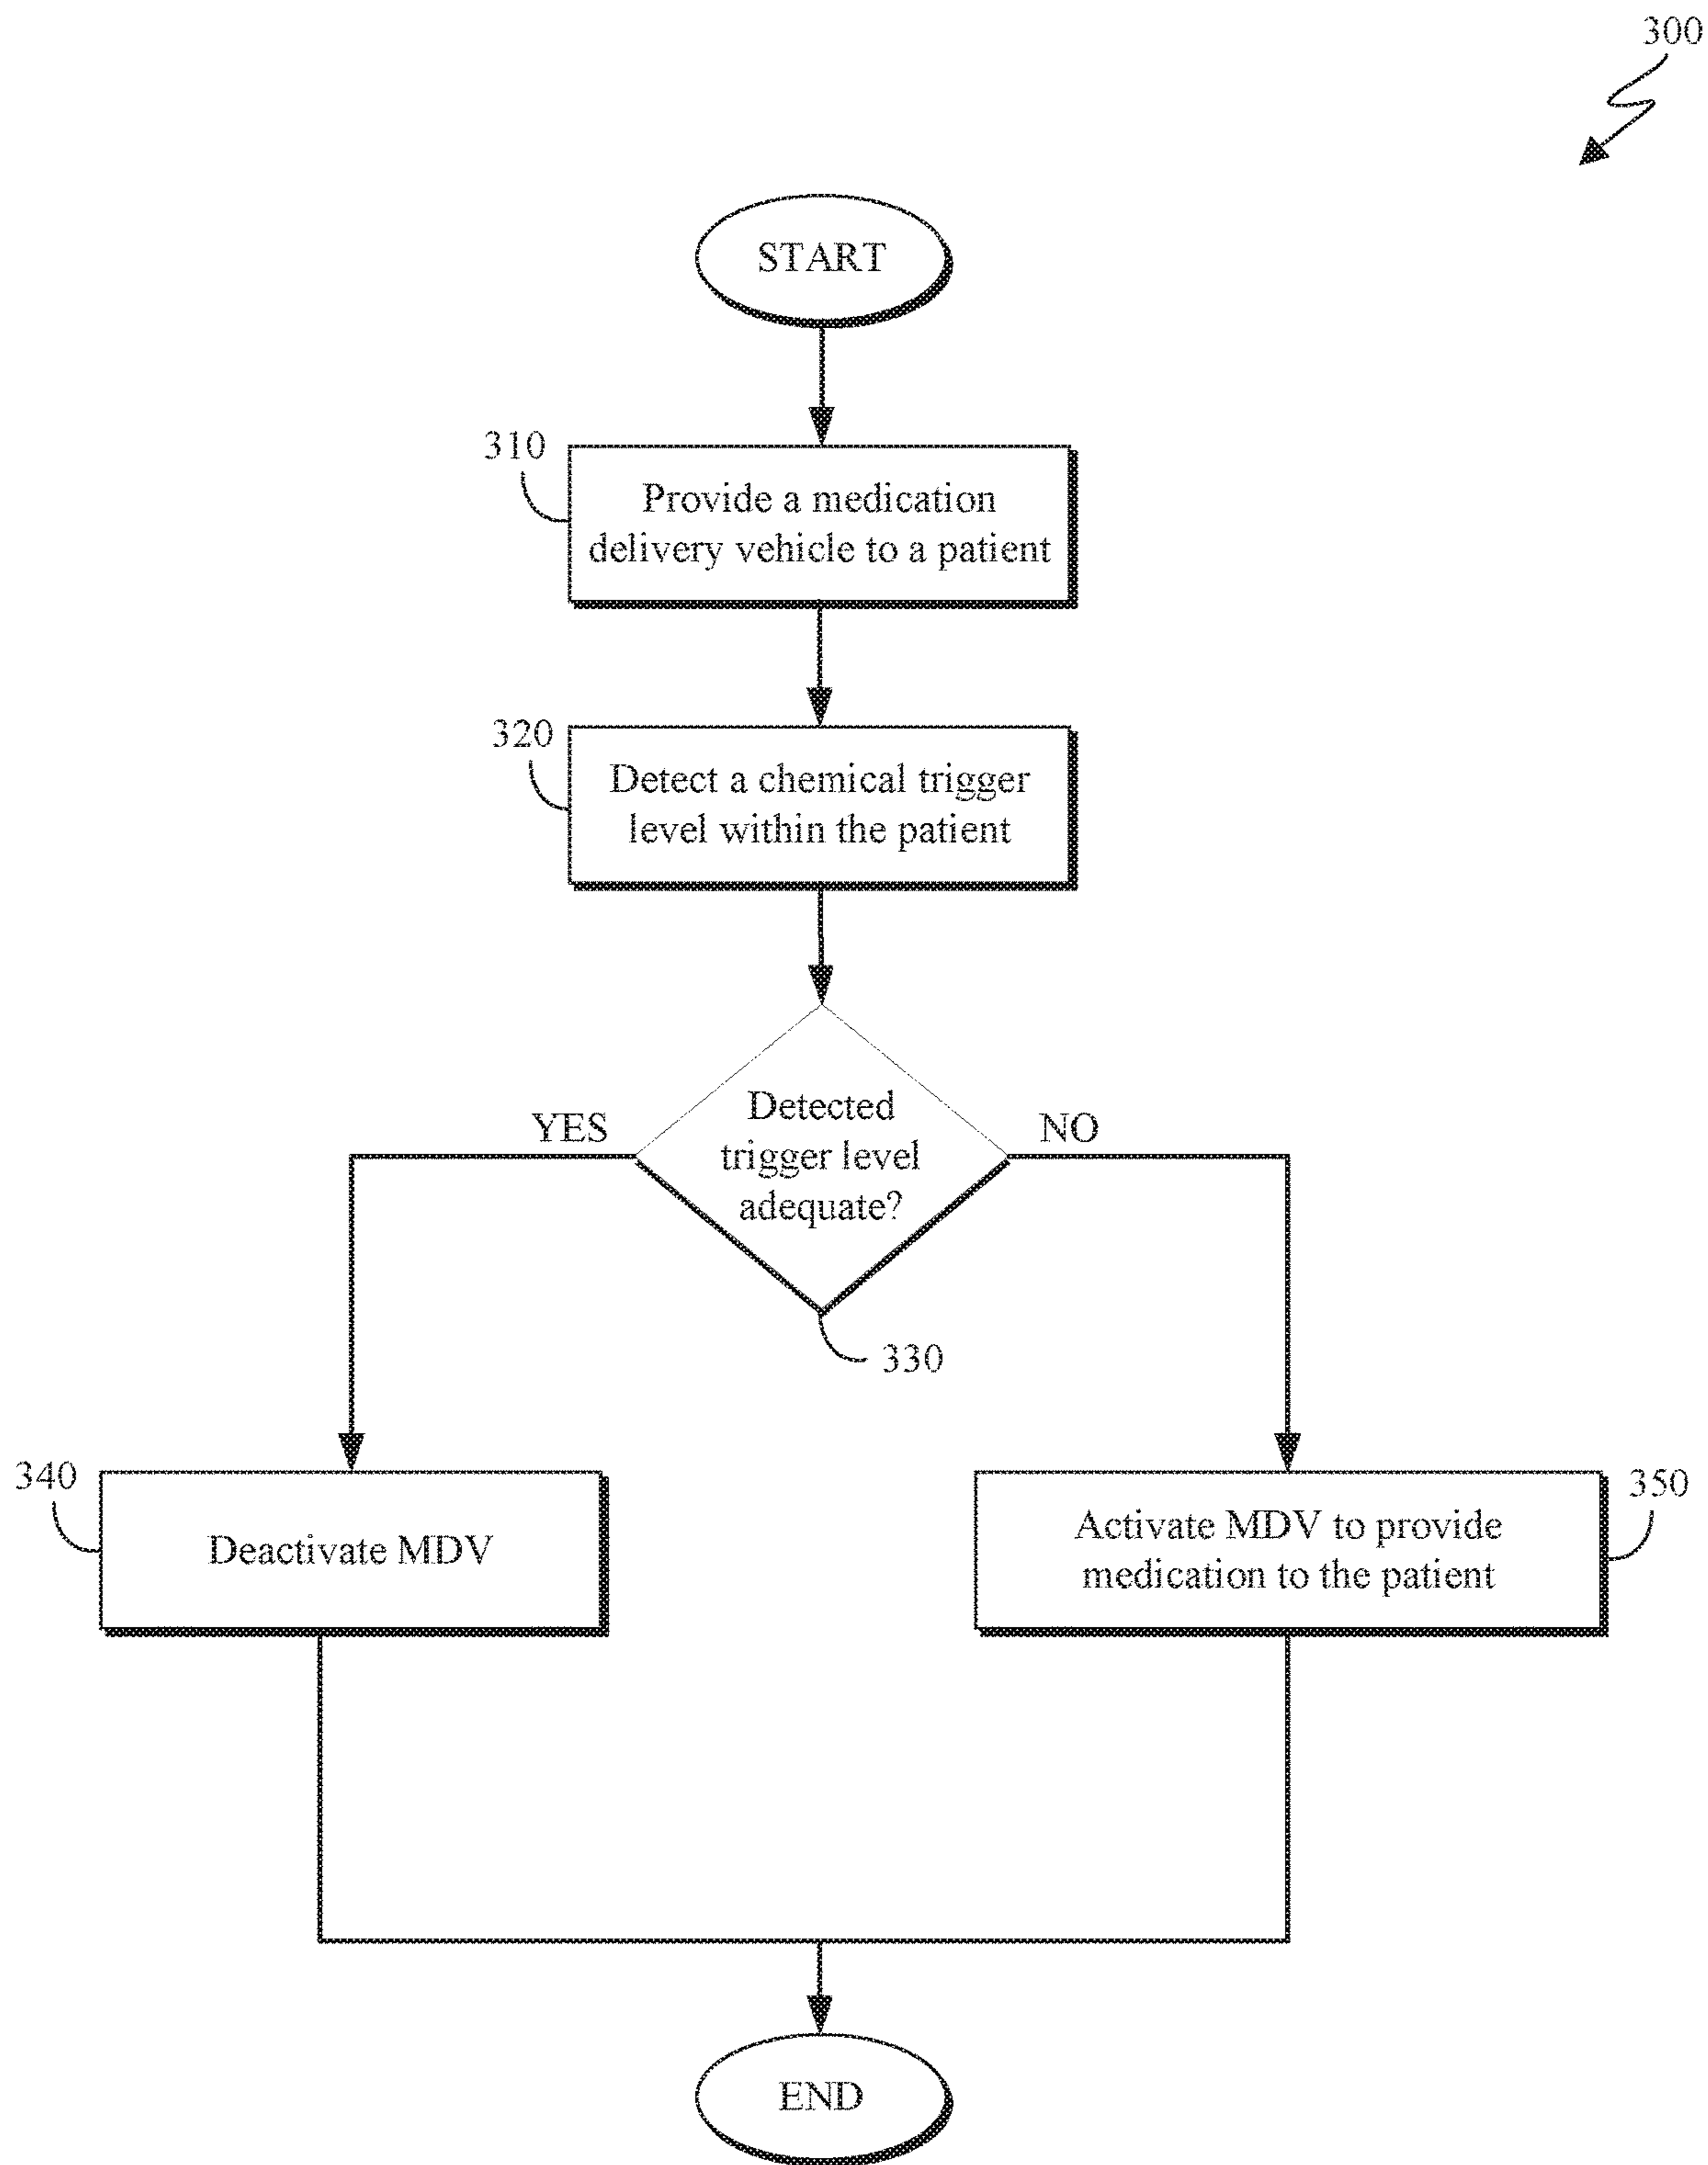 300
START
310
Provide a medication
delivery vehicle to a patient
320
Detect a chemical trigger
level within the patient
YES
Detected
trigger level
adequate?
NO
330
340
Deactivate MDV
Activate MDV to provide
medication to the patient
350
END